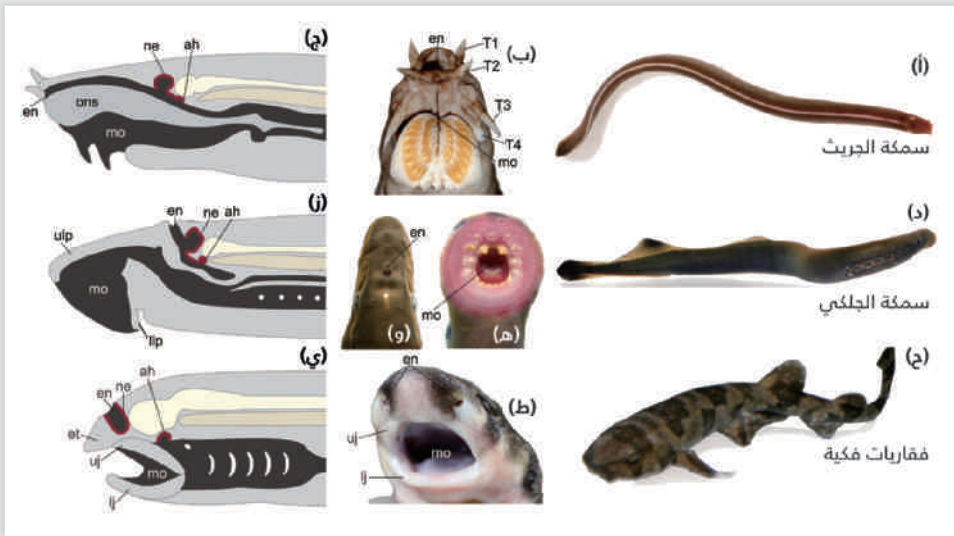 (أ)
سمكة الجريث
(ب)
en
T1
T2
T3
T4
mo
(ج)
ne
ah
en
ons
mo
(د)
سمكة الجلكي
(هـ)
mo
(و)
en
(ز)
en
ne
ah
ulp
mo
llp
(ح)
فقاريات فكية
(ط)
en
uj
mo
lj
(ي)
ah
ne
en
et
uj
mo
lj